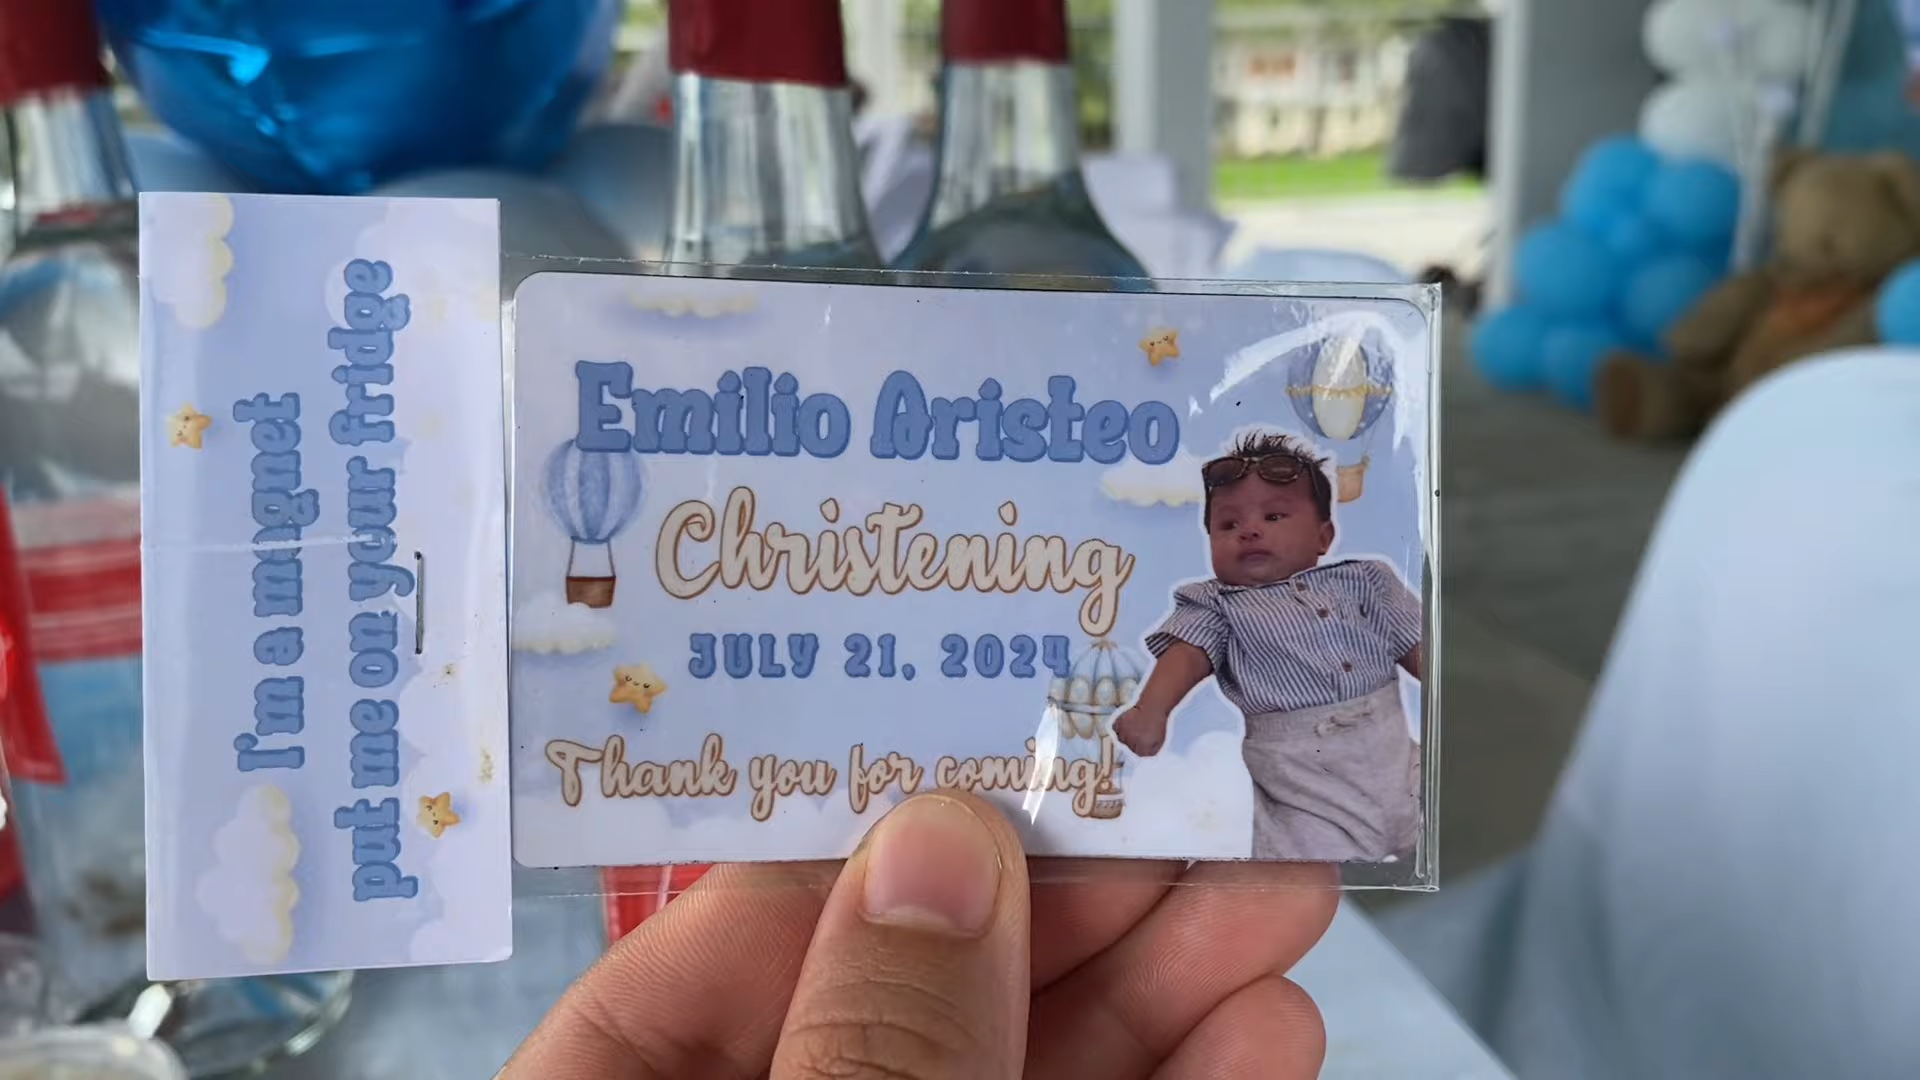 I'm a magnet
put me on your fridge
Emilio Aristeo
Christening
JULY 21, 2024
Thank you for coming!